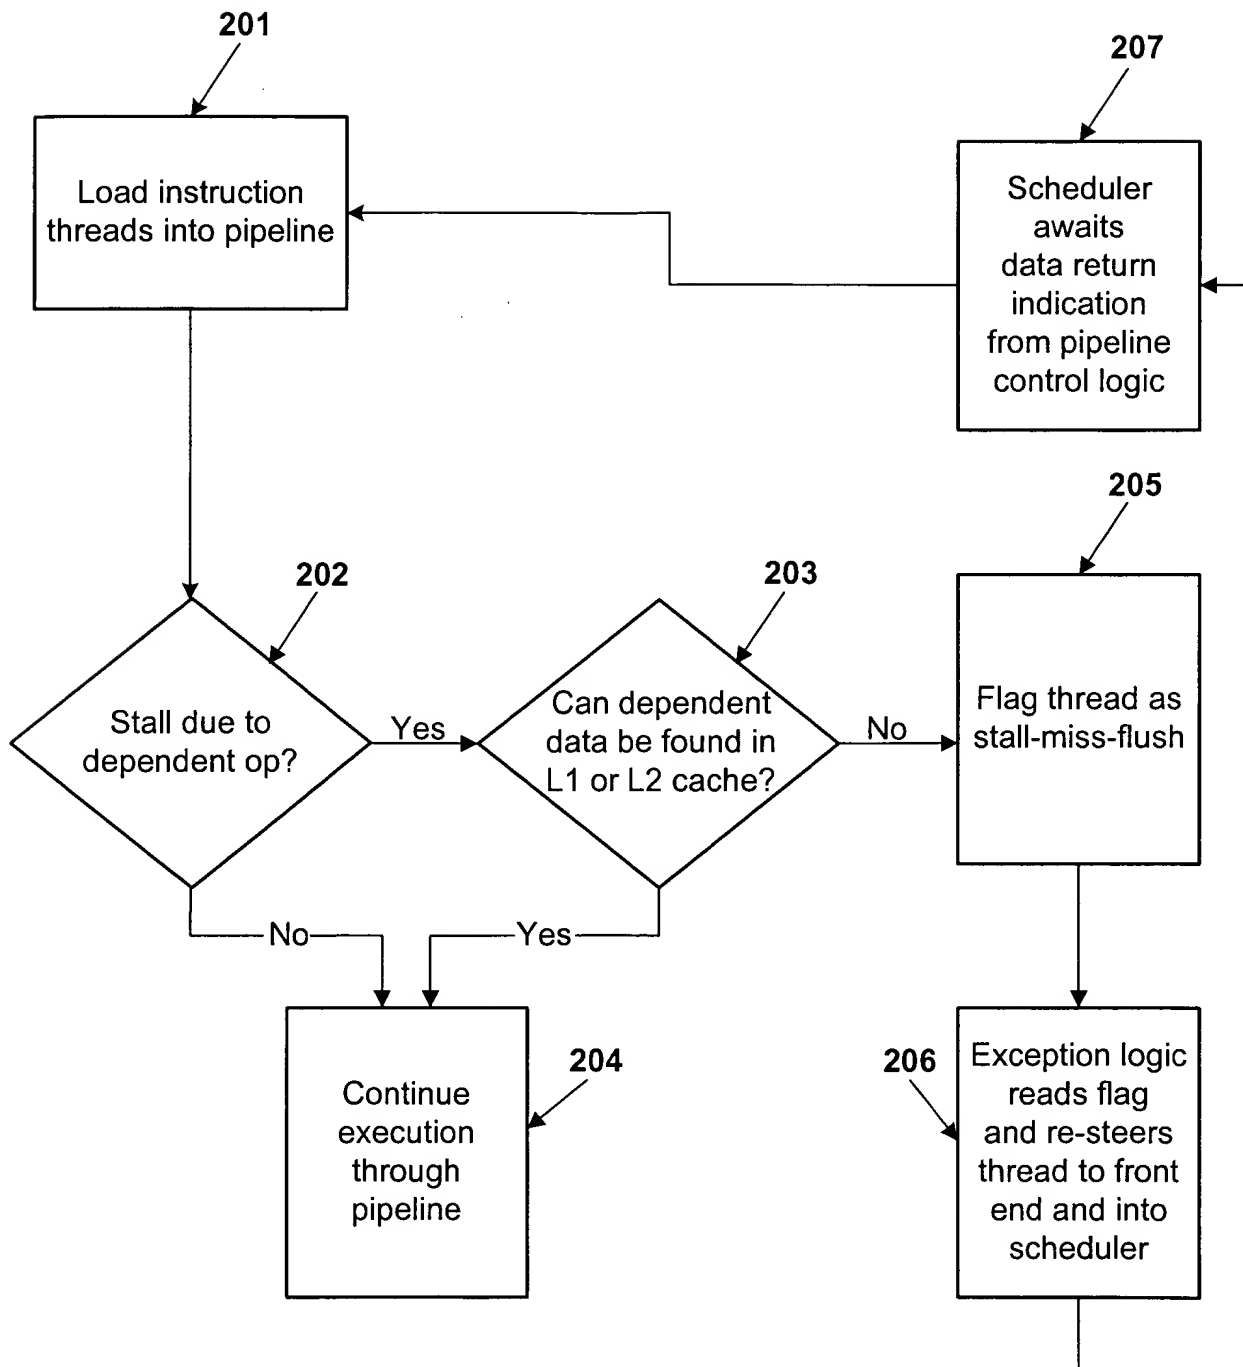 201
Load instruction
threads into pipeline
207
Scheduler
awaits
data return
indication
from pipeline
control logic
202
Stall due to
dependent op?
Yes
No
203
Can dependent
data be found in
L1 or L2 cache?
No
Yes
205
Flag thread as
stall-miss-flush
204
Continue
execution
through
pipeline
206
Exception logic
reads flag
and re-steers
thread to front
end and into
scheduler